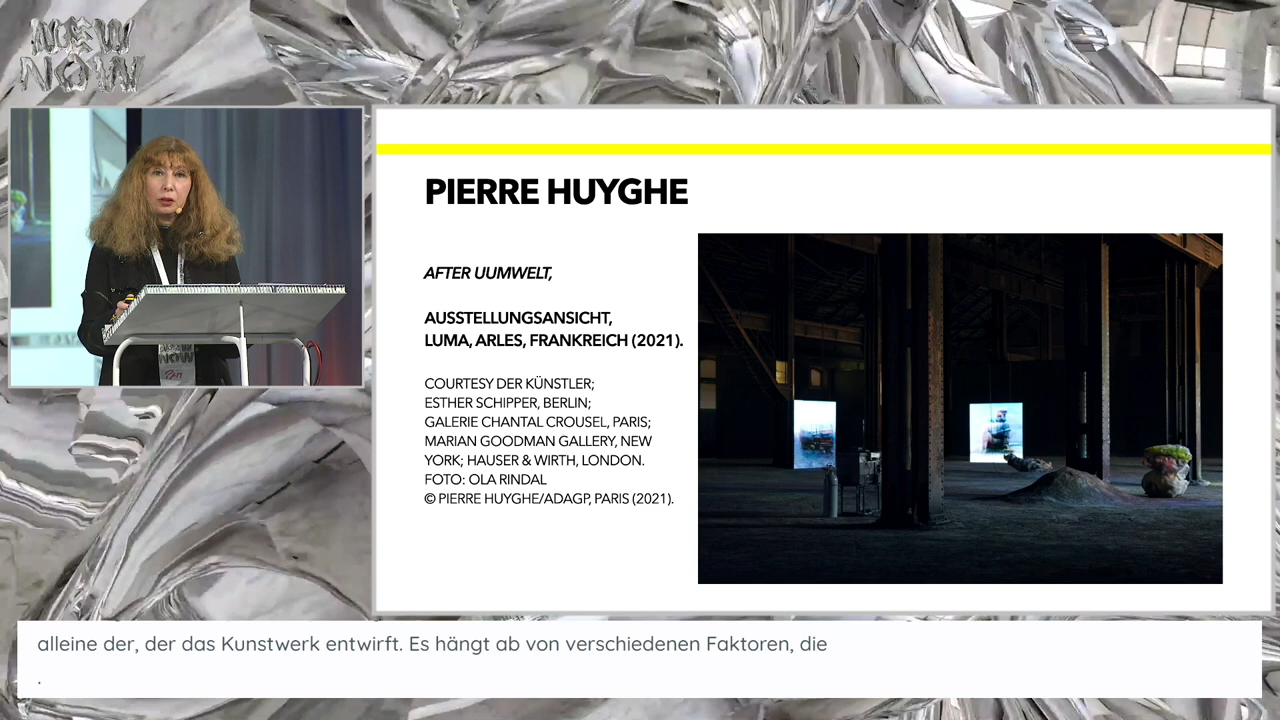 NEW
NOW
PIERRE HUYGHE
AFTER UUMWELT,
AUSSTELLUNGSANSICHT,
LUMA, ARLES, FRANKREICH (2021).
COURTESY DER KÜNSTLER;
ESTHER SCHIPPER, BERLIN;
GALERIE CHANTAL CROUSEL, PARIS;
MARIAN GOODMAN GALLERY, NEW
YORK; HAUSER & WIRTH, LONDON.
FOTO: OLA RINDAL
© PIERRE HUYGHE/ADAGP, PARIS (2021).
NEW
NOW
alleine der, der das Kunstwerk entwirft. Es hängt ab von verschiedenen Faktoren, die
.